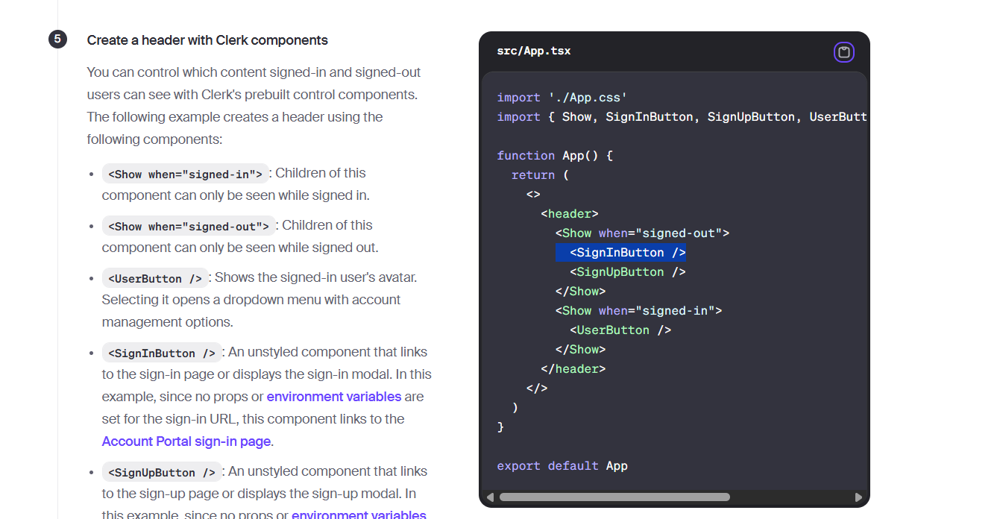 5
Create a header with Clerk components
You can control which content signed-in and signed-out
users can see with Clerk's prebuilt control components.
The following example creates a header using the
following components:
• <Show when="signed-in">: Children of this
component can only be seen while signed in.
• <Show when="signed-out">: Children of this
component can only be seen while signed out.
• <UserButton />: Shows the signed-in user's avatar.
Selecting it opens a dropdown menu with account
management options.
• <SignInButton />: An unstyled component that links
to the sign-in page or displays the sign-in modal. In this
example, since no props or environment variables are
set for the sign-in URL, this component links to the
Account Portal sign-in page.
• <SignUpButton />: An unstyled component that links
to the sign-up page or displays the sign-up modal. In
this example, since no props or environment variables
src/App.tsx
import './App.css'
import { Show, SignInButton, SignUpButton, UserButt
function App() {
  return (
    <>
      <header>
        <Show when="signed-out">
          <SignInButton />
          <SignUpButton />
        </Show>
        <Show when="signed-in">
          <UserButton />
        </Show>
      </header>
    </>
  )
}
export default App